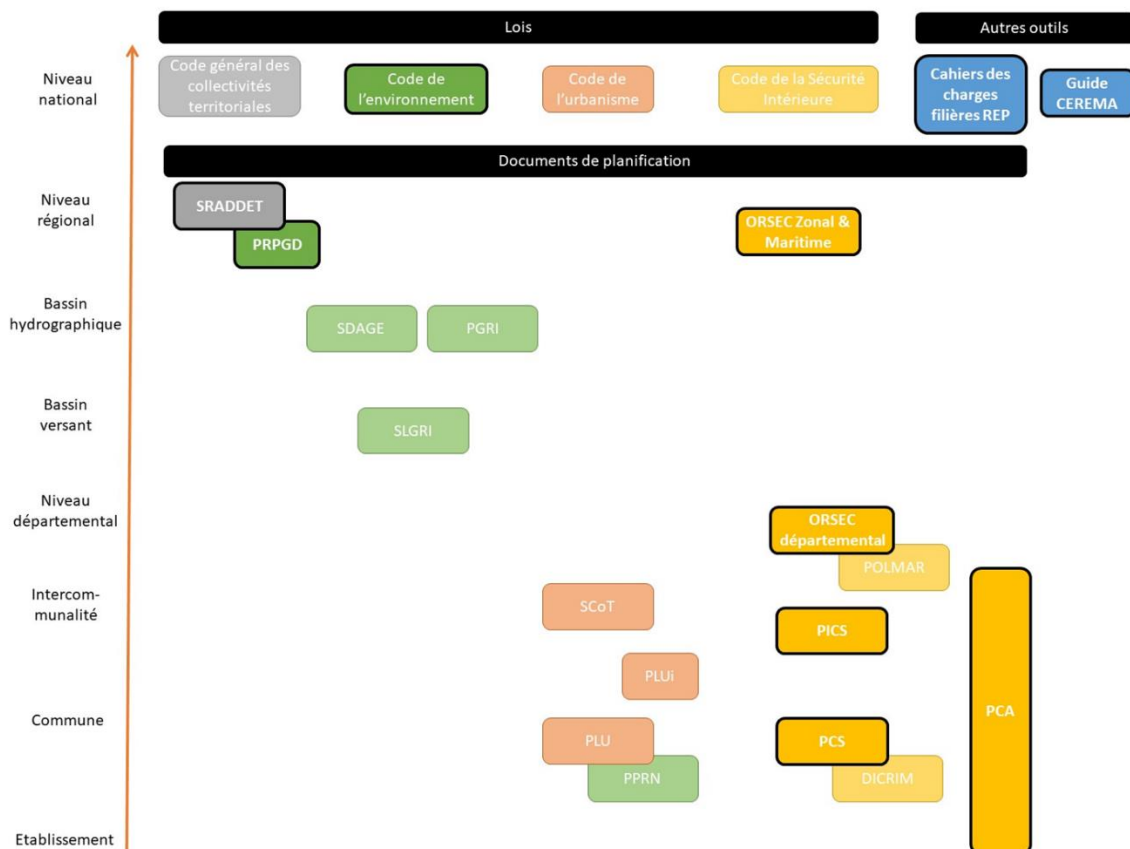 Lois
Autres outils
Niveau
national
Code général des
collectivités
territoriales
Code de
l'environnement
Code de
l'urbanisme
Code de la Sécurité
Intérieure
Cahiers des
charges
filières REP
Guide
CEREMA
Documents de planification
Niveau
régional
SRADDET
PRPGD
ORSEC Zonal &
Maritime
Bassin
hydrographique
SDAGE
PGRI
Bassin
versant
SLGRI
Niveau
départemental
ORSEC
départemental
POLMAR
Intercom-
munalité
SCoT
PICS
PLUi
PCA
Commune
PLU
PCS
PPRN
DICRIM
Etablissement